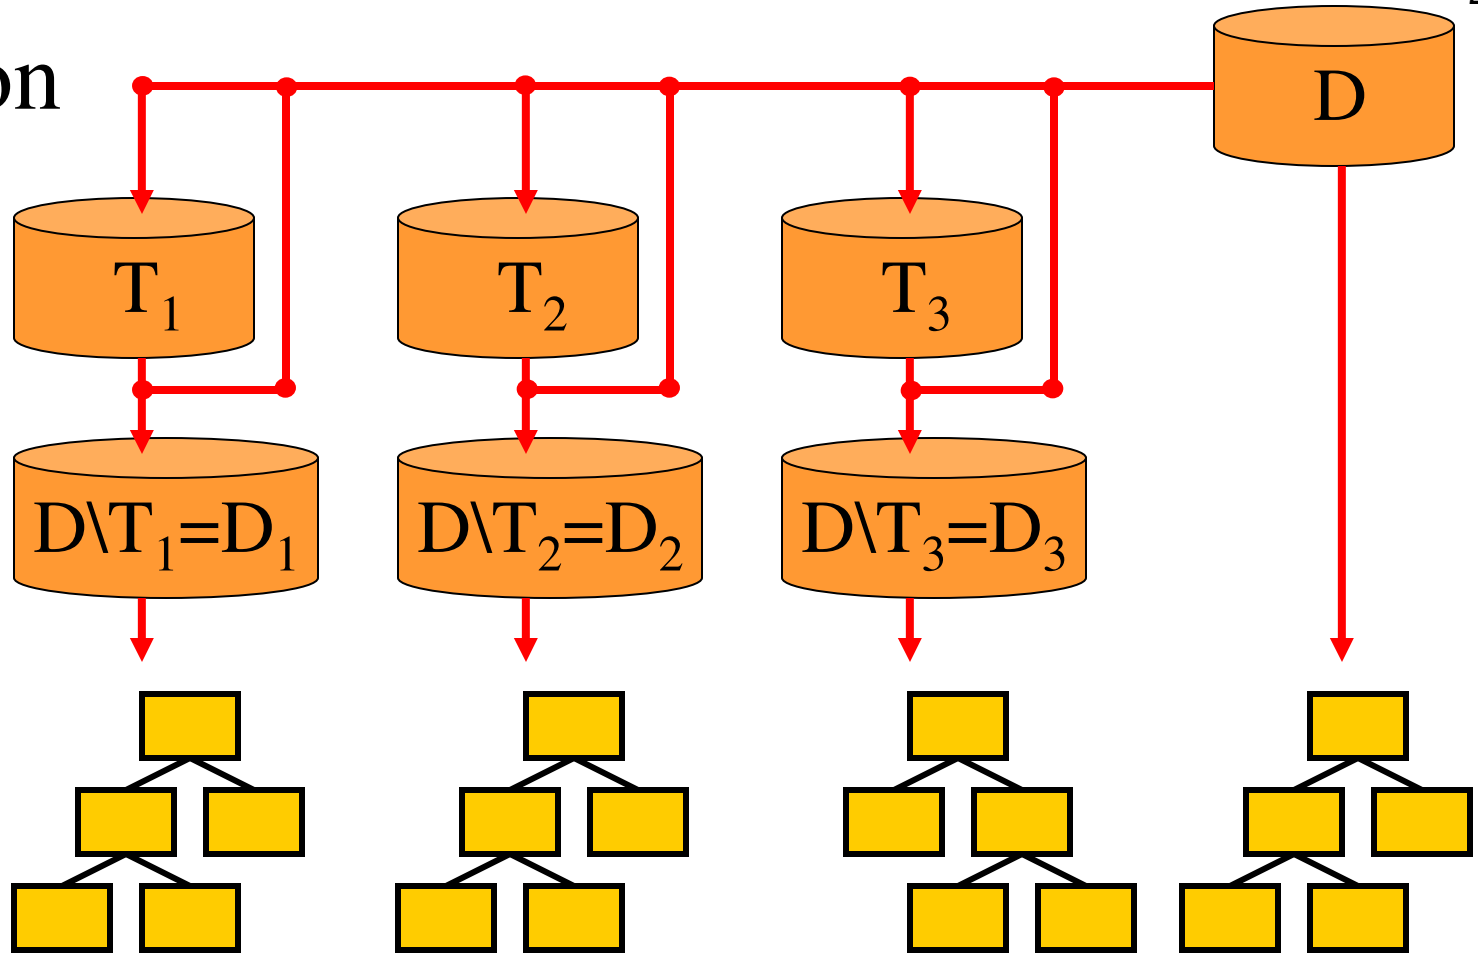 on
D
T₁
T₂
T₃
D\T₁=D₁
D\T₂=D₂
D\T₃=D₃